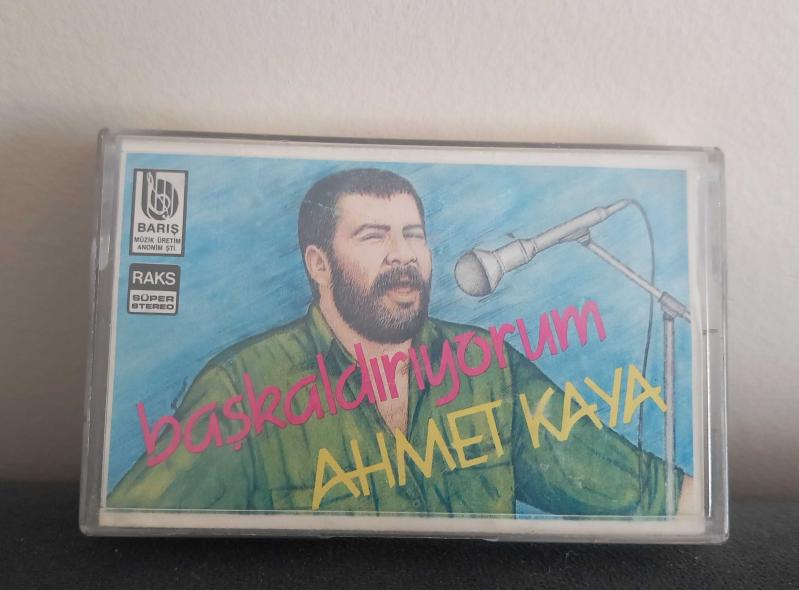 BARIŞ
MÜZİK ÜRETİM
ANONİM ŞTİ.
RAKS
SÜPER
STEREO
başkaldırıyorum
AHMET KAYA